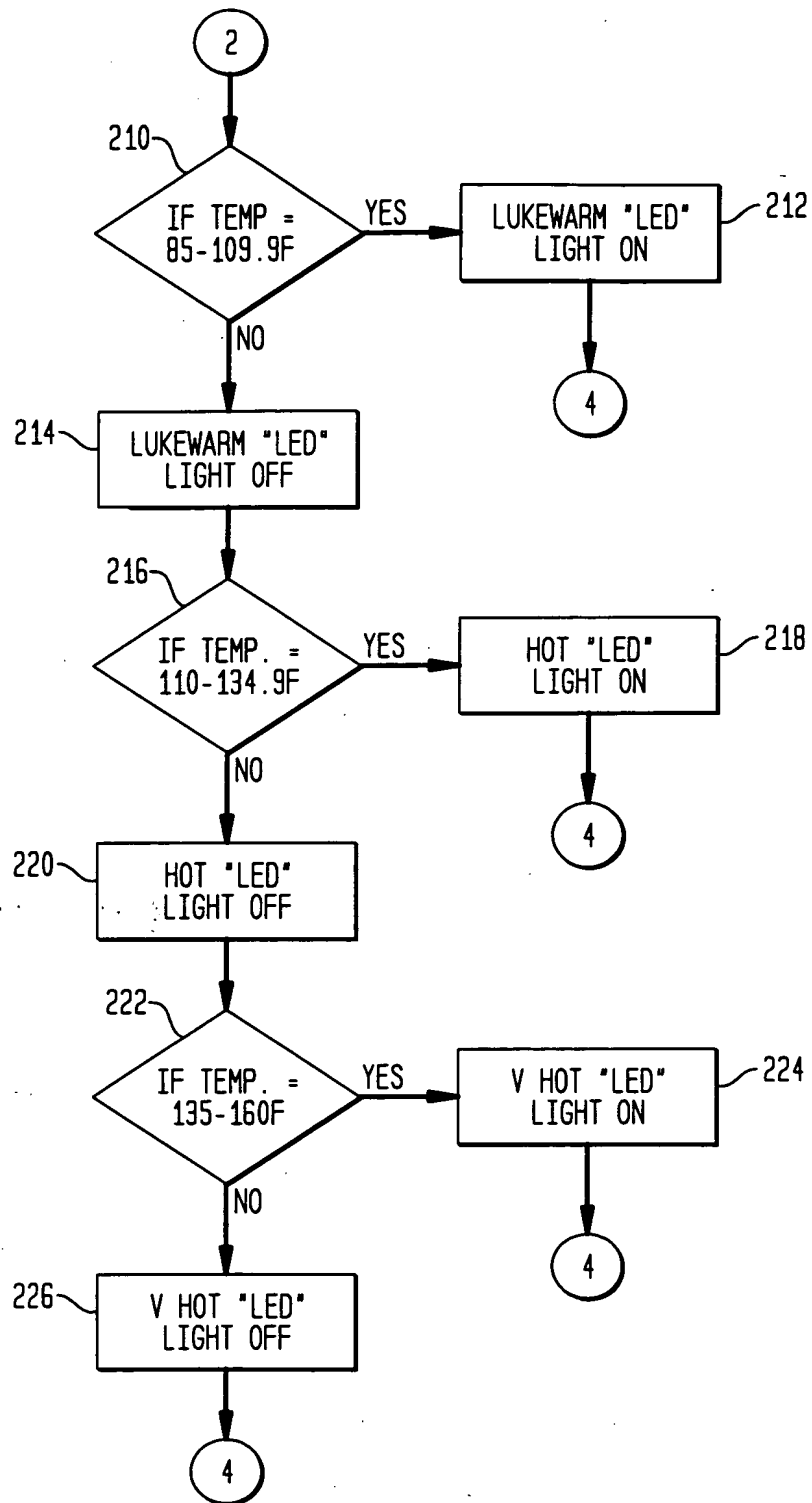 2
210
IF TEMP =
85-109.9F
YES
LUKEWARM "LED"
LIGHT ON
212
NO
4
214
LUKEWARM "LED"
LIGHT OFF
216
IF TEMP. =
110-134.9F
YES
HOT "LED"
LIGHT ON
218
NO
4
220
HOT "LED"
LIGHT OFF
222
IF TEMP. =
135-160F
YES
V HOT "LED"
LIGHT ON
224
NO
4
226
V HOT "LED"
LIGHT OFF
4